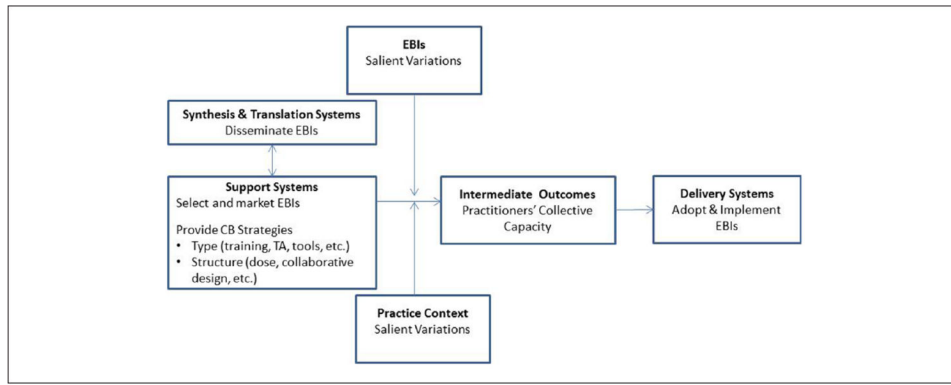 EBIs
Salient Variations
Synthesis & Translation Systems
Disseminate EBIs
Support Systems
Select and market EBIs
Provide CB Strategies
• Type (training, TA, tools, etc.)
• Structure (dose, collaborative
design, etc.)
Intermediate Outcomes
Practitioners' Collective
Capacity
Delivery Systems
Adopt & Implement
EBIs
Practice Context
Salient Variations